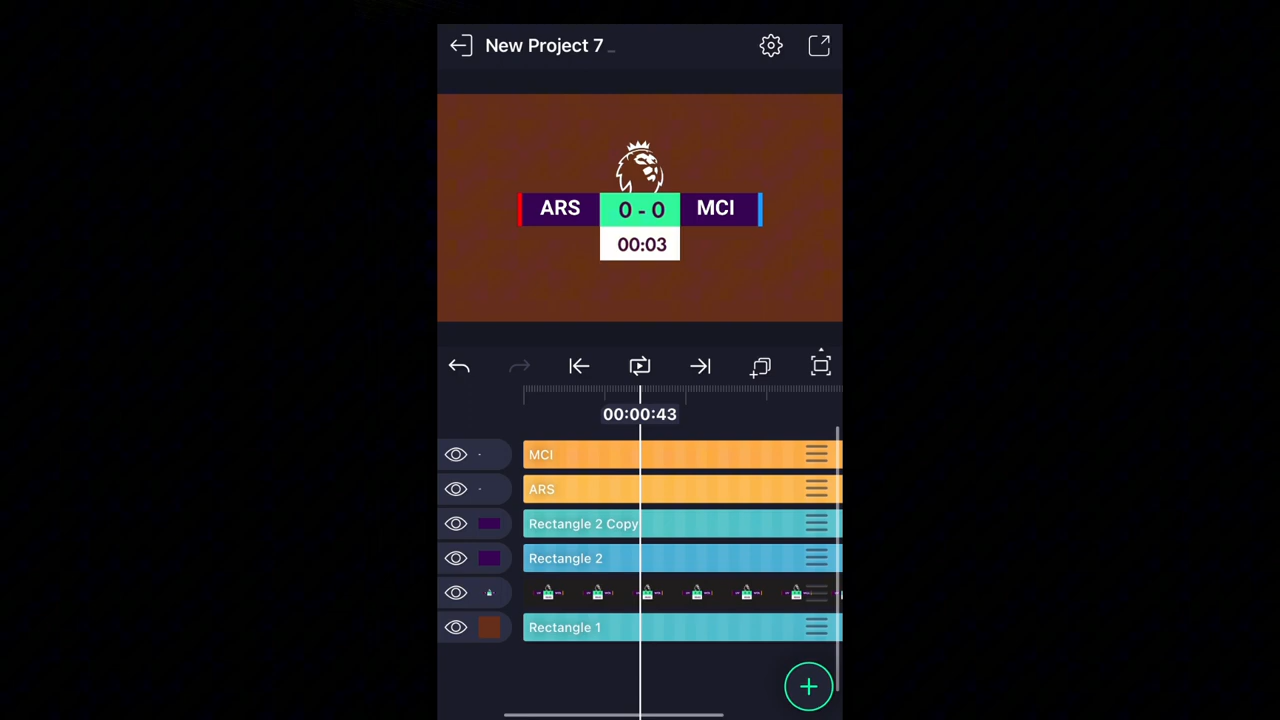 New Project 7
ARS 0 - 0 MCI
00:03
00:00:43
MCI
ARS
Rectangle 2 Copy
Rectangle 2
Rectangle 1